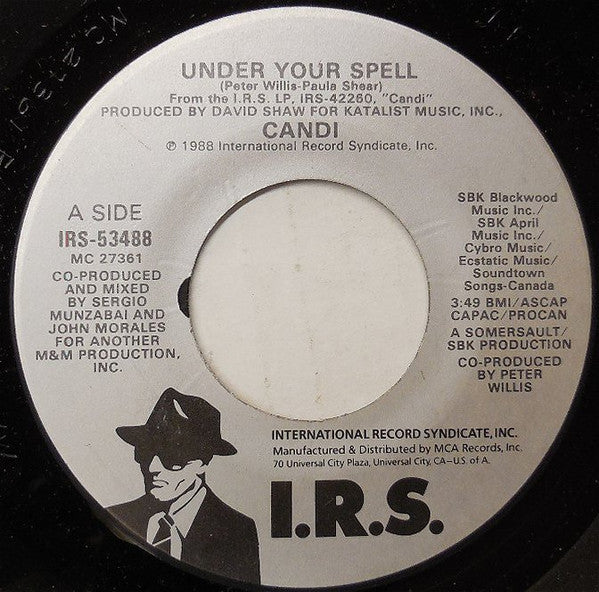 UNDER YOUR SPELL
(Peter Willis-Paula Shear)
From the I.R.S. LP, IRS-42260, "Candi"
PRODUCED BY DAVID SHAW FOR KATALIST MUSIC, INC.,
CANDI
℗ 1988 International Record Syndicate, Inc.
A SIDE
IRS-53488
MC 27361
CO-PRODUCED
AND MIXED
BY SERGIO
MUNZABAI and
JOHN MORALES
FOR ANOTHER
M&M PRODUCTION,
INC.
SBK Blackwood
Music Inc./
SBK April
Music Inc./
Cybro Music/
Ecstatic Music/
Soundtown
Songs-Canada
3:49 BMI/ASCAP
CAPAC/PROCAN
A SOMERSAULT/
SBK PRODUCTION
CO-PRODUCED
BY PETER
WILLIS
INTERNATIONAL RECORD SYNDICATE, INC.
Manufactured & Distributed by MCA Records, Inc.
70 Universal City Plaza, Universal City, CA–U.S. of A.
I.R.S.